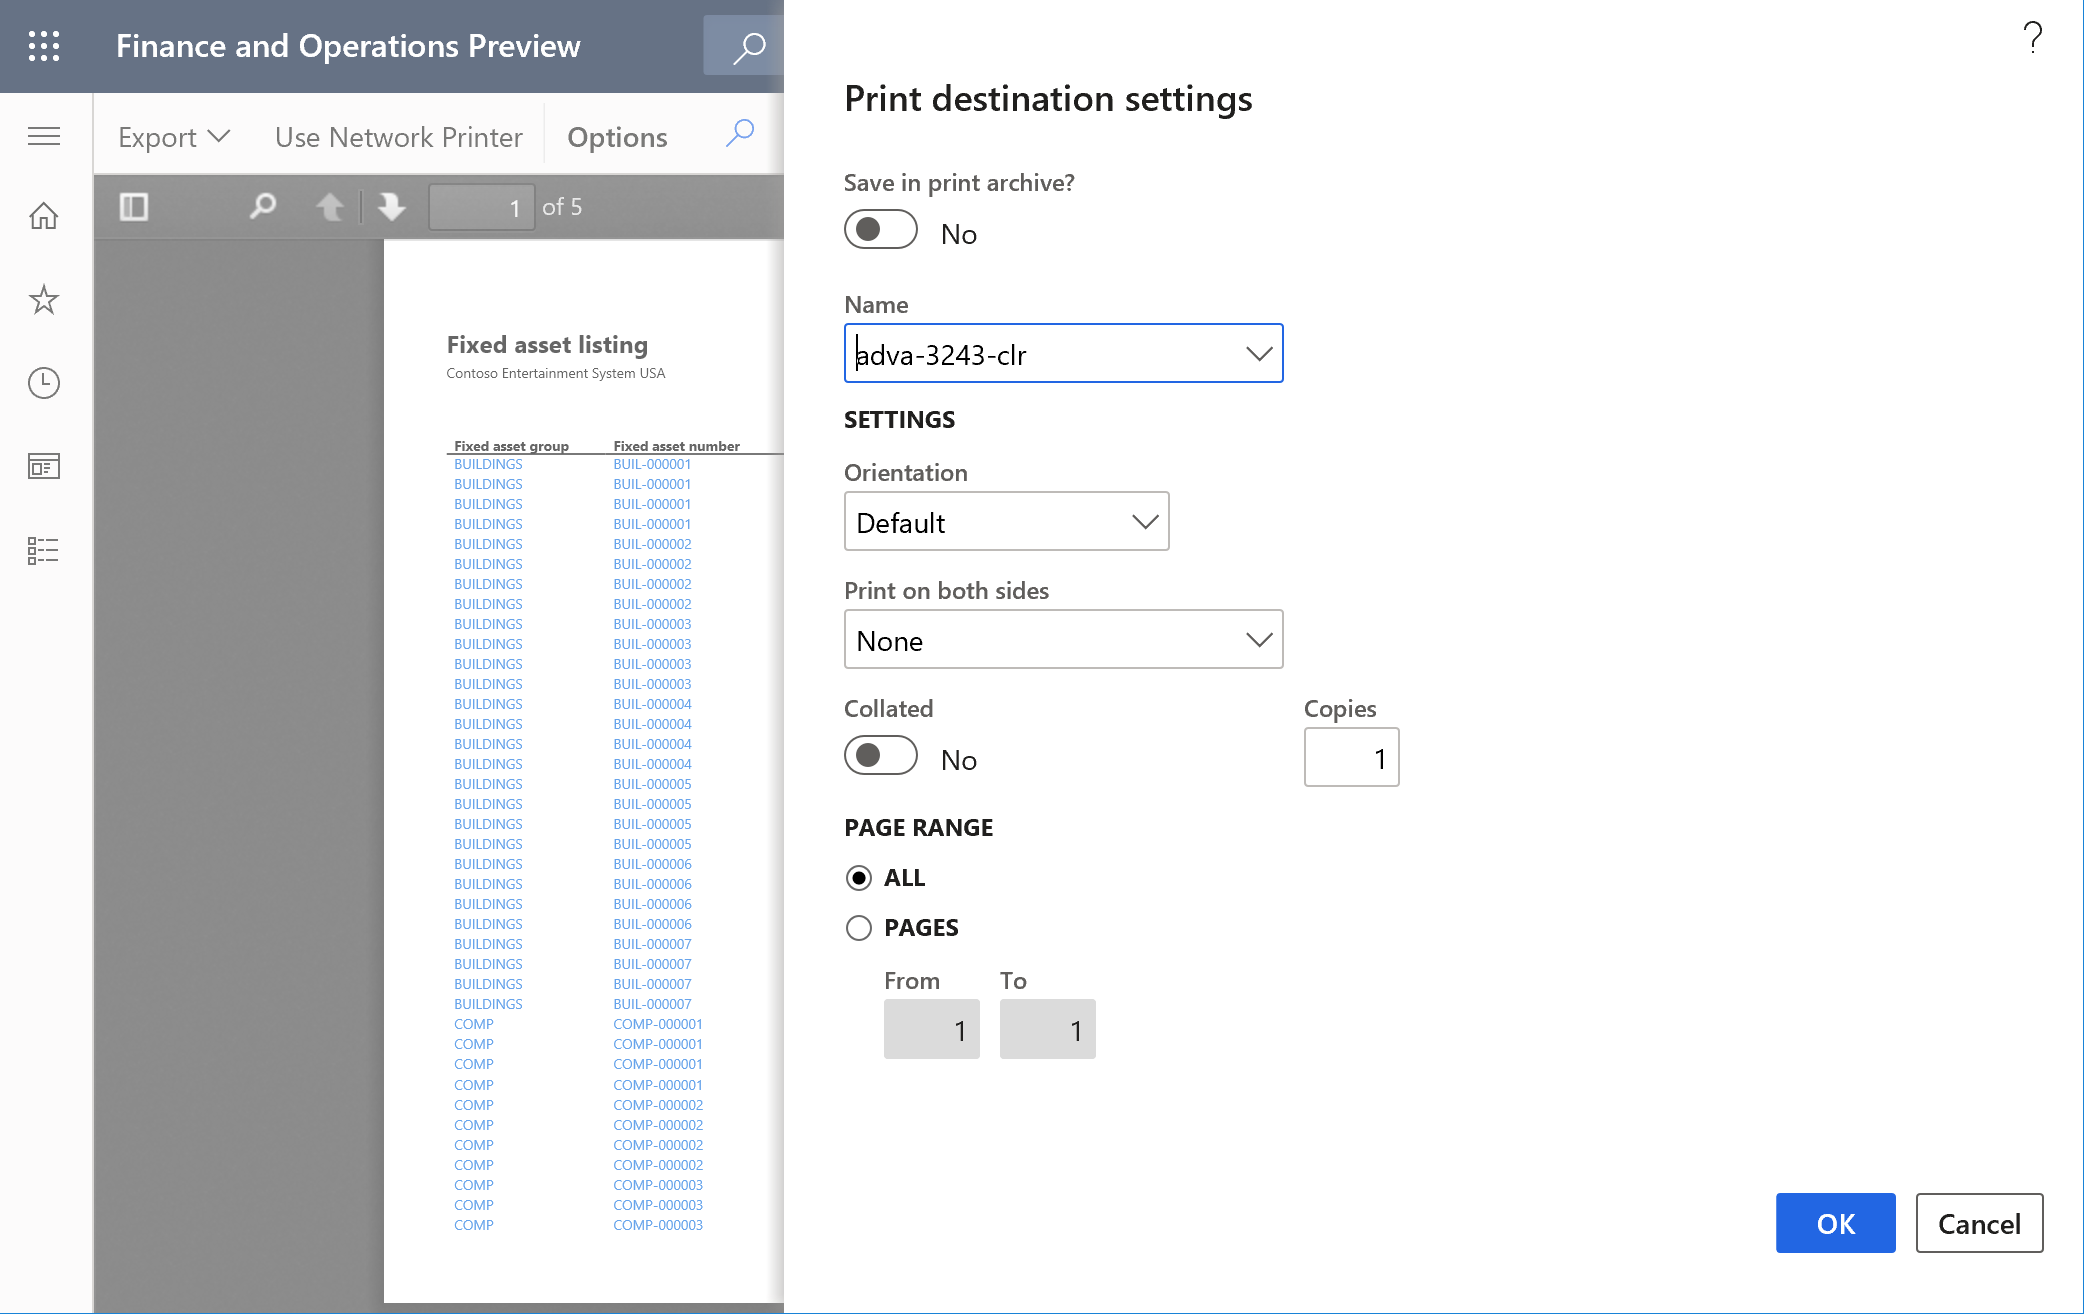 Finance and Operations Preview
?
Export Use Network Printer Options
1 of 5
Fixed asset listing
Contoso Entertainment System USA
Fixed asset group Fixed asset number
BUILDINGS BUIL-000001
BUILDINGS BUIL-000001
BUILDINGS BUIL-000001
BUILDINGS BUIL-000001
BUILDINGS BUIL-000002
BUILDINGS BUIL-000002
BUILDINGS BUIL-000002
BUILDINGS BUIL-000002
BUILDINGS BUIL-000003
BUILDINGS BUIL-000003
BUILDINGS BUIL-000003
BUILDINGS BUIL-000003
BUILDINGS BUIL-000004
BUILDINGS BUIL-000004
BUILDINGS BUIL-000004
BUILDINGS BUIL-000004
BUILDINGS BUIL-000005
BUILDINGS BUIL-000005
BUILDINGS BUIL-000005
BUILDINGS BUIL-000005
BUILDINGS BUIL-000006
BUILDINGS BUIL-000006
BUILDINGS BUIL-000006
BUILDINGS BUIL-000006
BUILDINGS BUIL-000007
BUILDINGS BUIL-000007
BUILDINGS BUIL-000007
BUILDINGS BUIL-000007
COMP COMP-000001
COMP COMP-000001
COMP COMP-000001
COMP COMP-000001
COMP COMP-000002
COMP COMP-000002
COMP COMP-000002
COMP COMP-000002
COMP COMP-000003
COMP COMP-000003
COMP COMP-000003
Print destination settings
Save in print archive?
No
Name
adva-3243-clr
SETTINGS
Orientation
Default
Print on both sides
None
Collated Copies
No 1
PAGE RANGE
ALL
PAGES
From To
1 1
OK Cancel